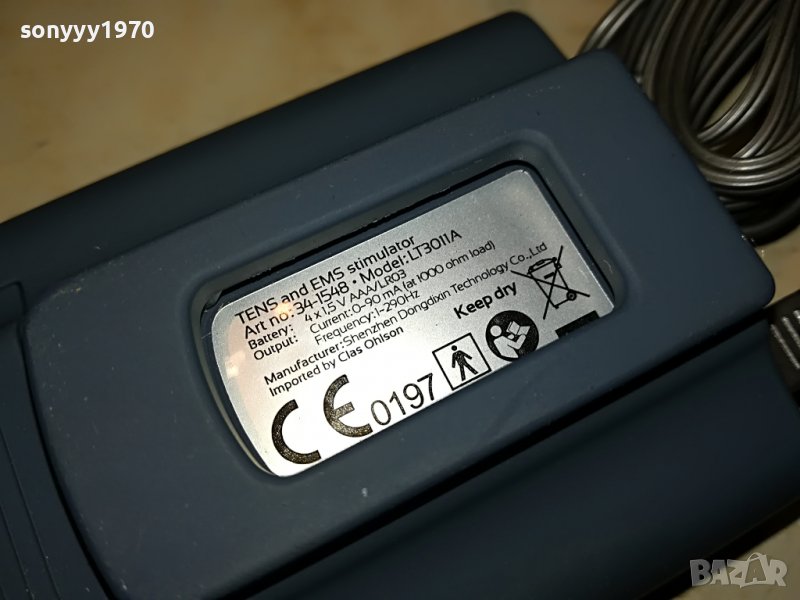 sonyyy1970
TENS and EMS stimulator
Art no: 34-1548 • Model: LT3011A
Battery: 4 x 1.5 V AAA/LR03
Output: Current: 0-90 mA (at 1000 ohm load)
Frequency: 1-290Hz
Manufacturer: Shenzhen Dongdixin Technology Co., Ltd
Imported by Clas Ohlson
Keep dry
CE 0197
BAZAR